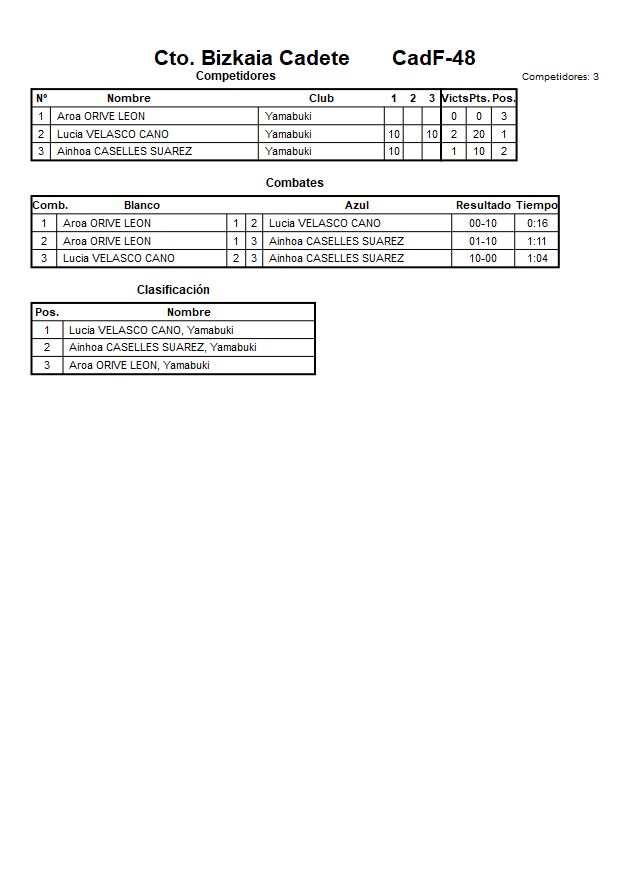 Cto. Bizkaia Cadete CadF-48
Competidores Competidores: 3
Nº Nombre Club 1 2 3 Victs Pts. Pos.
1 Aroa ORIVE LEON Yamabuki 0 0 3
2 Lucia VELASCO CANO Yamabuki 10 10 2 20 1
3 Ainhoa CASELLES SUAREZ Yamabuki 10 1 10 2
Combates
Comb. Blanco Azul Resultado Tiempo
1 Aroa ORIVE LEON 1 2 Lucia VELASCO CANO 00-10 0:16
2 Aroa ORIVE LEON 1 3 Ainhoa CASELLES SUAREZ 01-10 1:11
3 Lucia VELASCO CANO 2 3 Ainhoa CASELLES SUAREZ 10-00 1:04
Clasificación
Pos. Nombre
1 Lucia VELASCO CANO, Yamabuki
2 Ainhoa CASELLES SUAREZ, Yamabuki
3 Aroa ORIVE LEON, Yamabuki